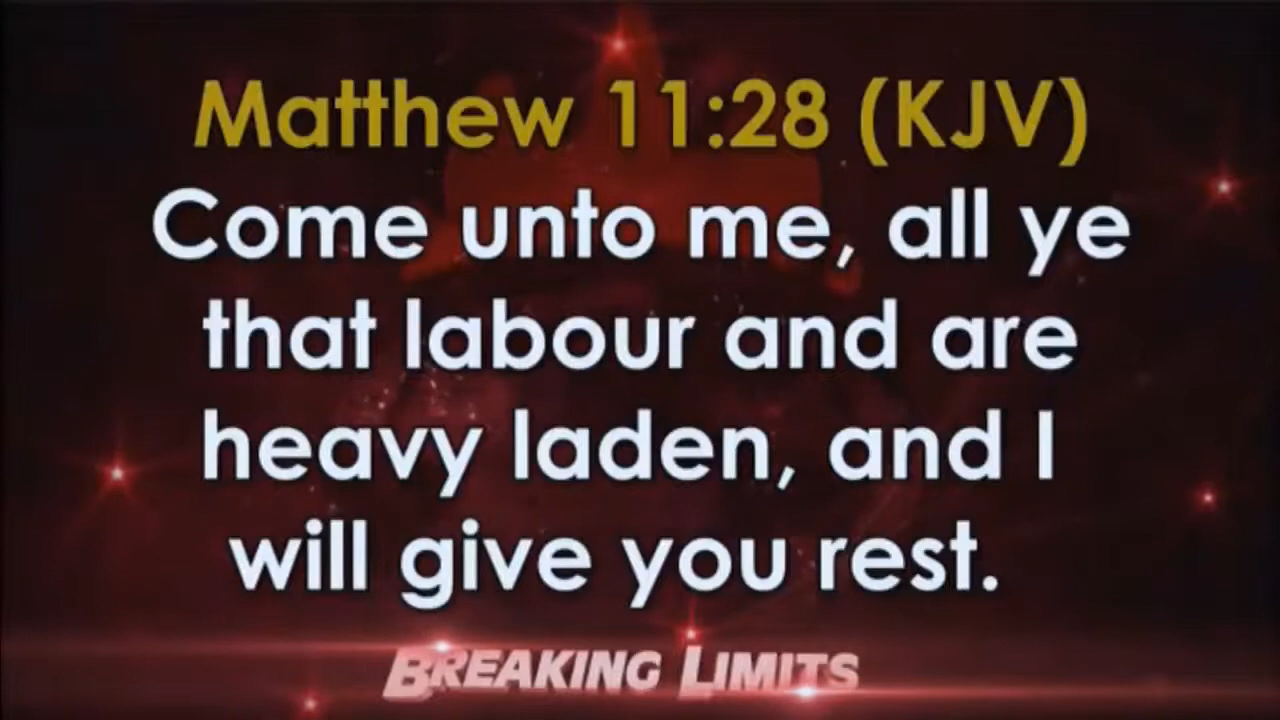 Matthew 11:28 (KJV)
Come unto me, all ye
that labour and are
heavy laden, and I
will give you rest.
BREAKING LIMITS